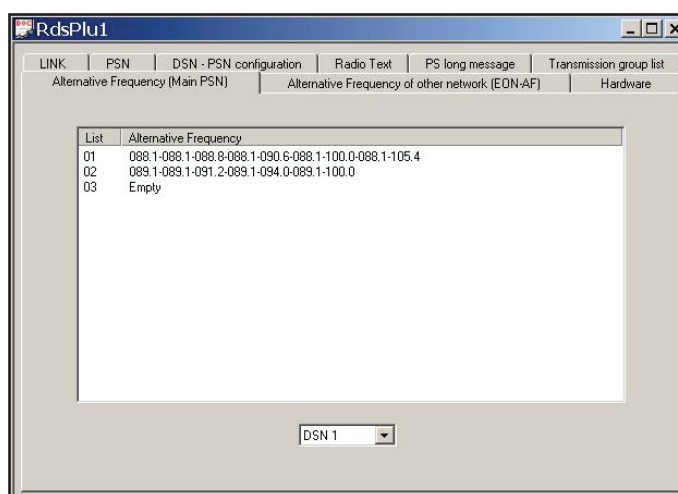 RdsPlu1
LINK PSN DSN - PSN configuration Radio Text PS long message Transmission group list
Alternative Frequency (Main PSN) Alternative Frequency of other network (EON-AF) Hardware
List Alternative Frequency
01 088.1-088.1-088.8-088.1-090.6-088.1-100.0-088.1-105.4
02 089.1-089.1-091.2-089.1-094.0-089.1-100.0
03 Empty
DSN 1